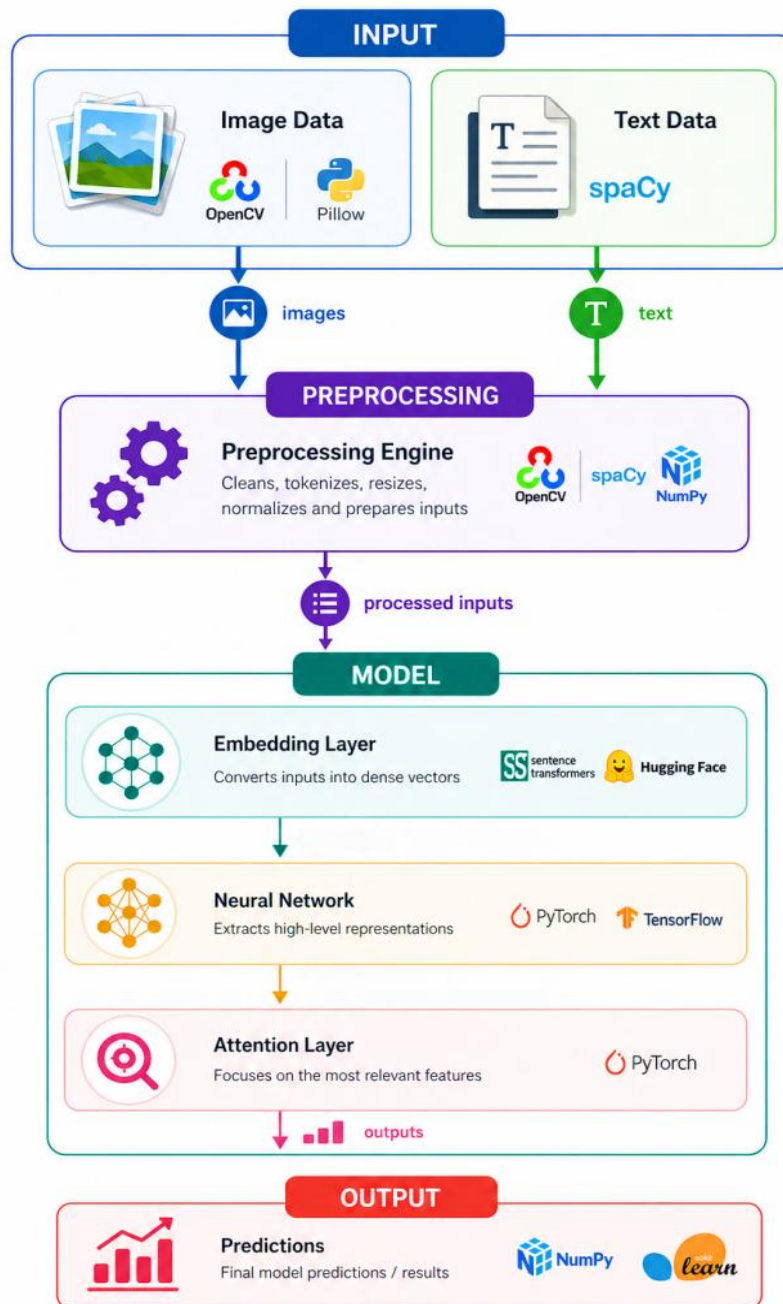 INPUT
Image Data
OpenCV
Pillow
T
Text Data
spaCy
images
T
text
PREPROCESSING
Preprocessing Engine
Cleans, tokenizes, resizes,
normalizes and prepares inputs
OpenCV
spaCy
NumPy
processed inputs
MODEL
Embedding Layer
Converts inputs into dense vectors
SS sentence
transformers
Hugging Face
Neural Network
Extracts high-level representations
PyTorch
TensorFlow
Attention Layer
Focuses on the most relevant features
PyTorch
outputs
OUTPUT
Predictions
Final model predictions / results
NumPy
scikit
learn